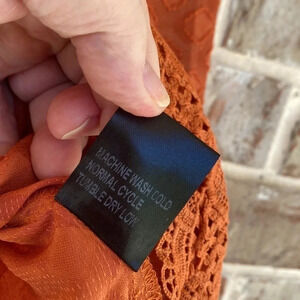 MACHINE WASH COLD
NORMAL CYCLE
TUMBLE DRY LOW